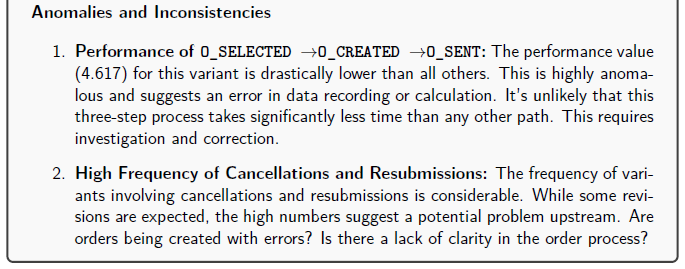 Anomalies and Inconsistencies
1. Performance of O_SELECTED →O_CREATED →O_SENT: The performance value
(4.617) for this variant is drastically lower than all others. This is highly anoma-
lous and suggests an error in data recording or calculation. It's unlikely that this
three-step process takes significantly less time than any other path. This requires
investigation and correction.
2. High Frequency of Cancellations and Resubmissions: The frequency of vari-
ants involving cancellations and resubmissions is considerable. While some revi-
sions are expected, the high numbers suggest a potential problem upstream. Are
orders being created with errors? Is there a lack of clarity in the order process?